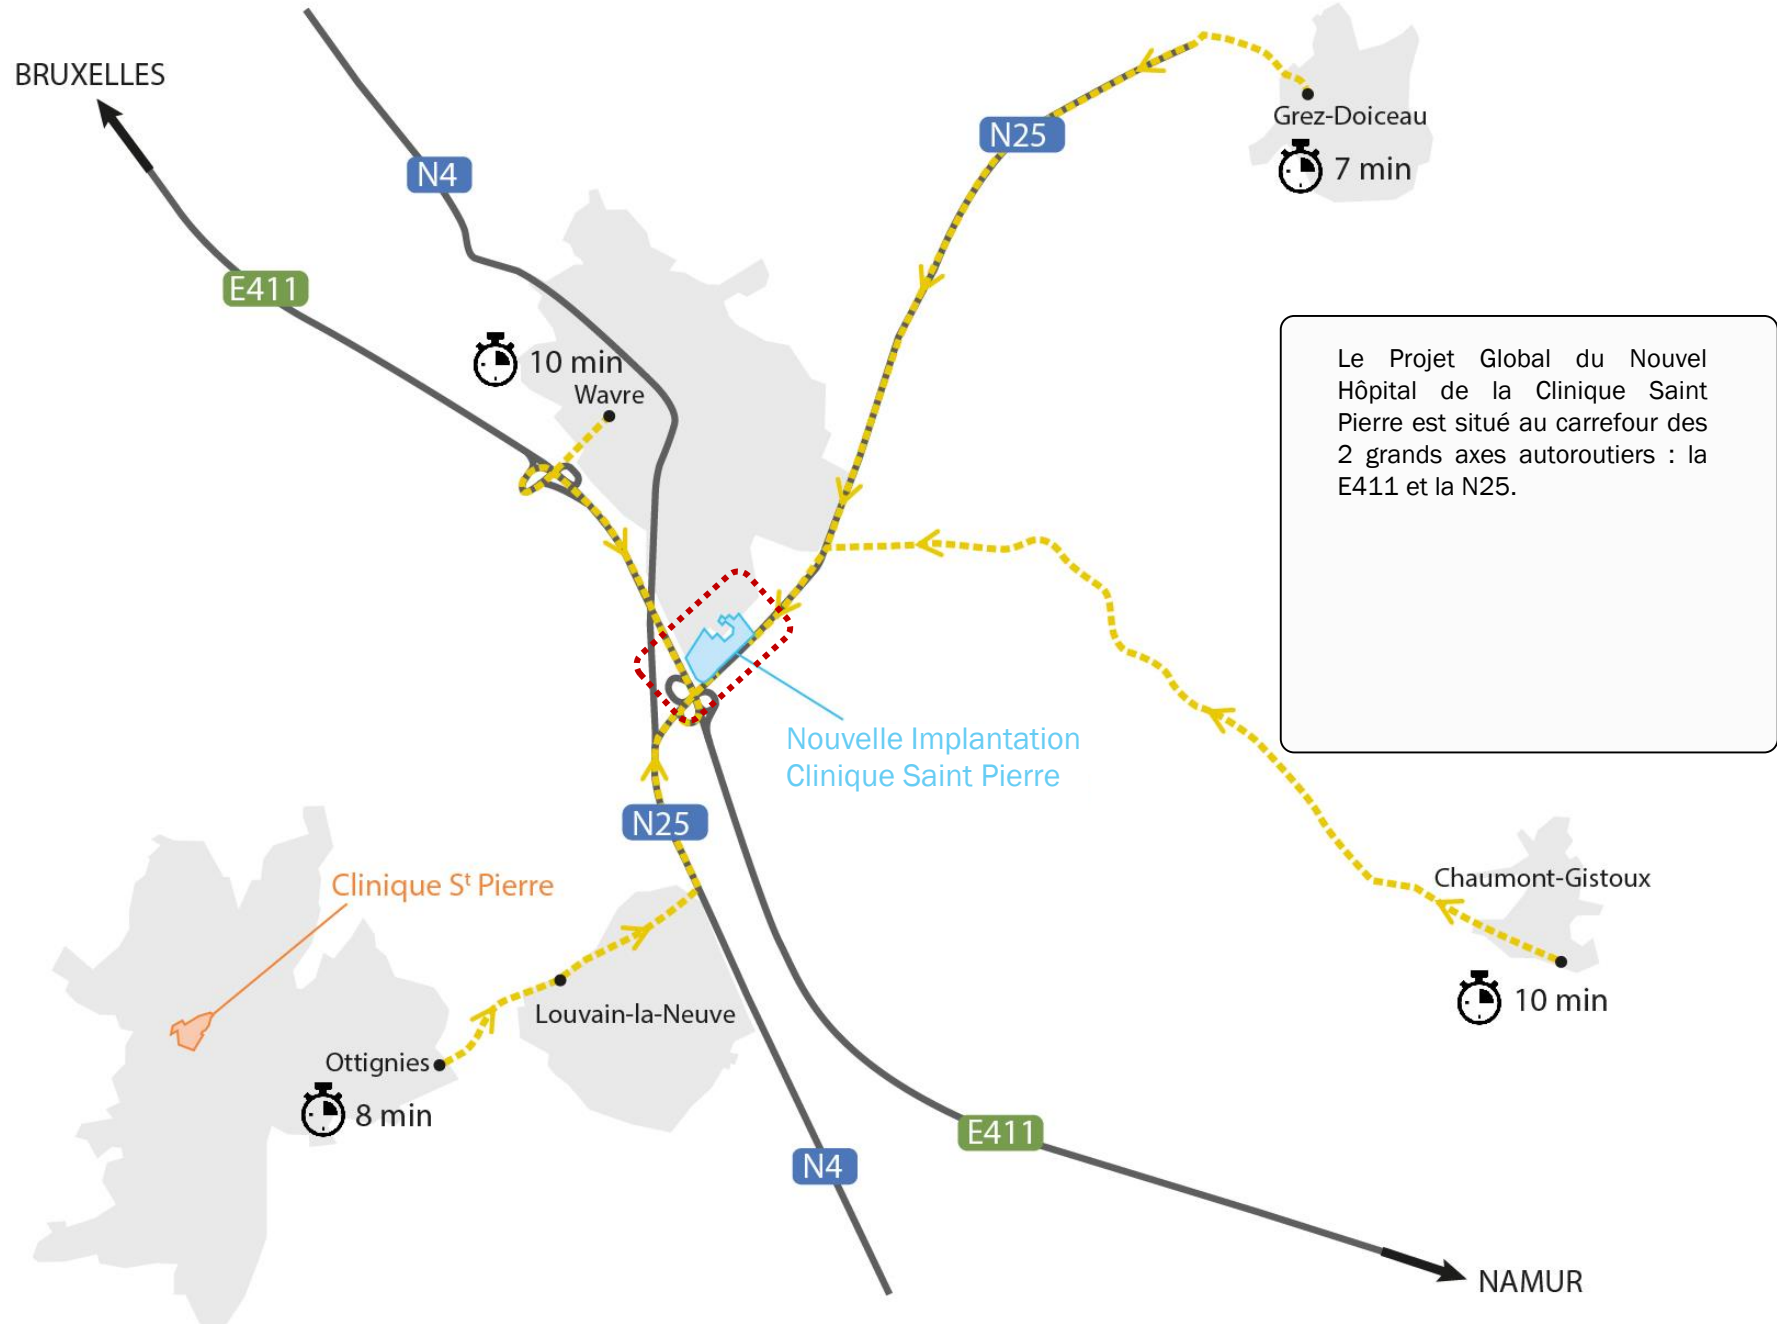 BRUXELLES
N4
N25
Grez-Doiceau
7 min
E411
10 min
Wavre
Le Projet Global du Nouvel
Hôpital de la Clinique Saint
Pierre est situé au carrefour des
2 grands axes autoroutiers : la
E411 et la N25.
Nouvelle Implantation
Clinique Saint Pierre
N25
Clinique St Pierre
Chaumont-Gistoux
10 min
Louvain-la-Neuve
Ottignies
8 min
E411
N4
NAMUR